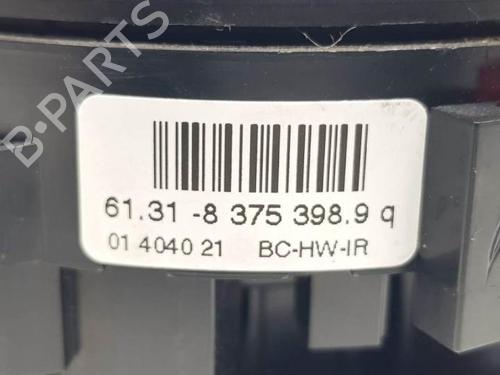 B-PARTS
61.31 -8 375 398.9 q
01 4040 21 BC-HW-IR